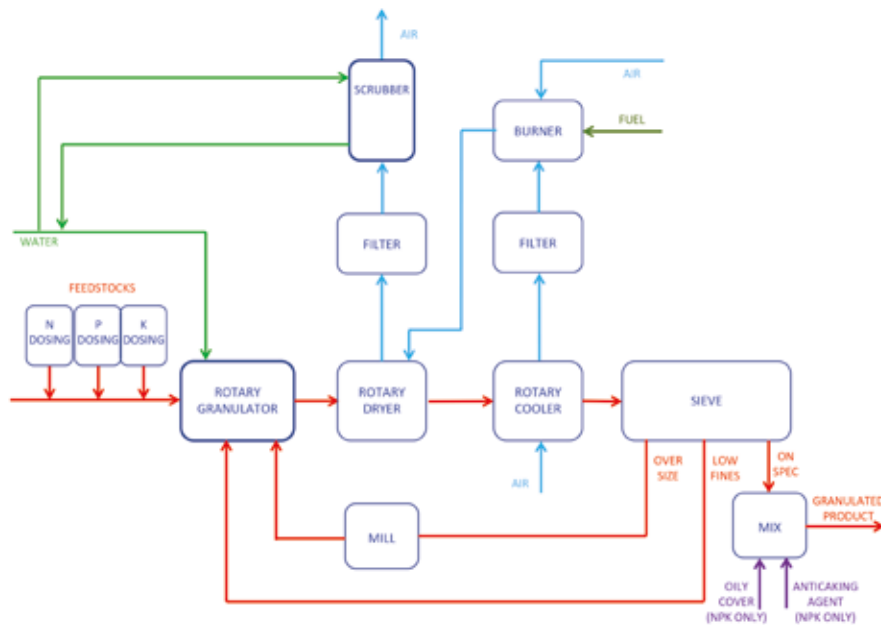 AIR
SCRUBBER
AIR
BURNER
FUEL
FILTER
FILTER
WATER
FEEDSTOCKS
N
DOSING
P
DOSING
K
DOSING
ROTARY
GRANULATOR
ROTARY
DRYER
ROTARY
COOLER
SIEVE
OVER
SIZE
LOW
FINES
ON
SPEC
AIR
GRANULATED
PRODUCT
MILL
MIX
OILY
COVER
(NPK ONLY)
ANTICAKING
AGENT
(NPK ONLY)